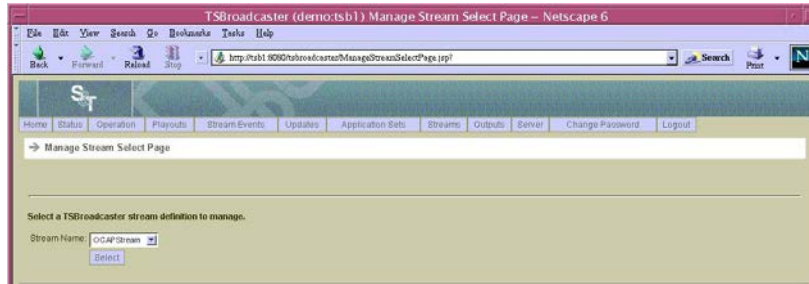 TSBroadcaster (demo:tsb1) Manage Stream Select Page – Netscape 6
File Edit View Search Go Bookmarks Tasks Help
Back Forward Reload Stop http://tsb1:8080/tsbroadcaster/ManageStreamSelectPage.jsp? Search Print N
ST
Home Status Operation Playouts Stream Events Updates Application Sets Streams Outputs Server Change Password Logout
Manage Stream Select Page
Select a TSBroadcaster stream definition to manage.
Stream Name: OCAPStream
Select